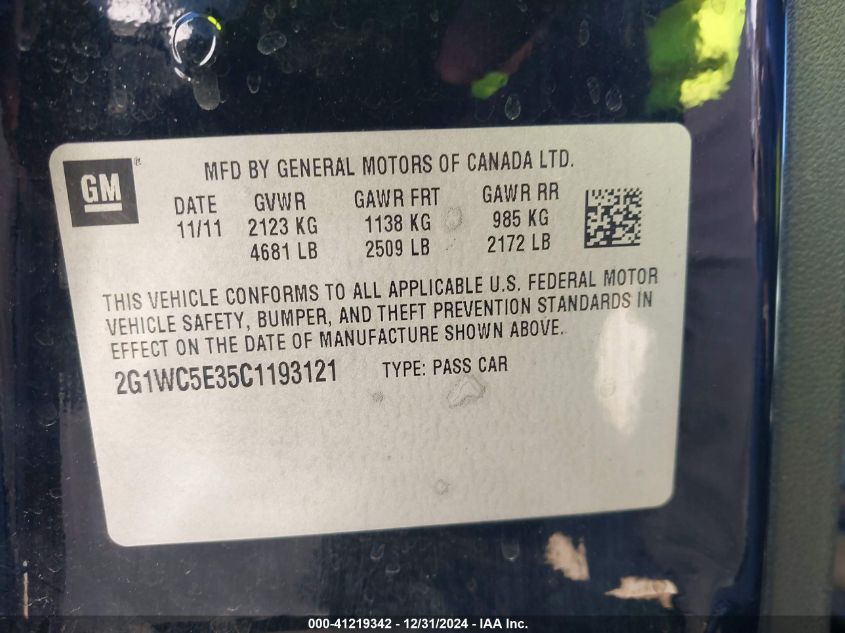 GM ® MFD BY GENERAL MOTORS OF CANADA LTD.
DATE GVWR GAWR FRT GAWR RR
11/11 2123 KG 1138 KG 985 KG
4681 LB 2509 LB 2172 LB
THIS VEHICLE CONFORMS TO ALL APPLICABLE U.S. FEDERAL MOTOR
VEHICLE SAFETY, BUMPER, AND THEFT PREVENTION STANDARDS IN
EFFECT ON THE DATE OF MANUFACTURE SHOWN ABOVE.
2G1WC5E35C1193121 TYPE: PASS CAR
000-41219342 - 12/31/2024 - IAA Inc.